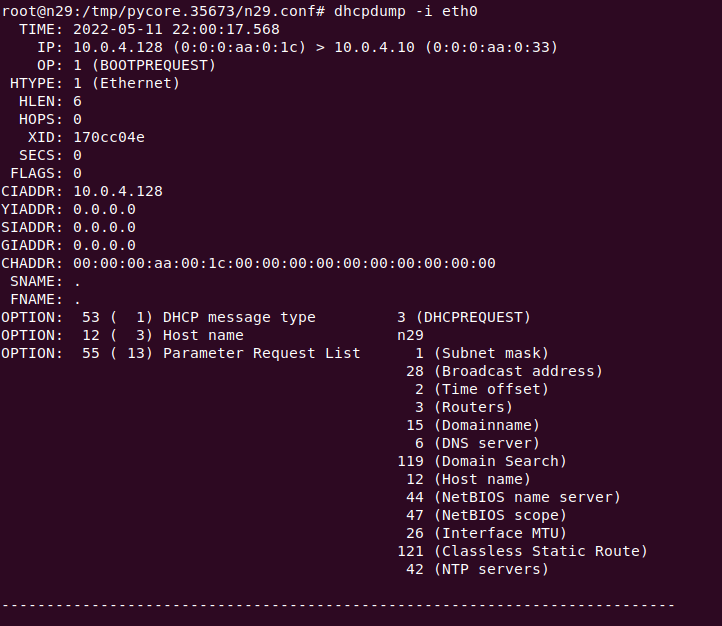 root@n29:/tmp/pycore.35673/n29.conf# dhcpdump -i eth0
  TIME: 2022-05-11 22:00:17.568
    IP: 10.0.4.128 (0:0:0:aa:0:1c) > 10.0.4.10 (0:0:0:aa:0:33)
    OP: 1 (BOOTPREQUEST)
 HTYPE: 1 (Ethernet)
  HLEN: 6
  HOPS: 0
   XID: 170cc04e
  SECS: 0
 FLAGS: 0
CIADDR: 10.0.4.128
YIADDR: 0.0.0.0
SIADDR: 0.0.0.0
GIADDR: 0.0.0.0
CHADDR: 00:00:00:aa:00:1c:00:00:00:00:00:00:00:00:00:00
 SNAME: .
 FNAME: .
OPTION:  53 (  1) DHCP message type         3 (DHCPREQUEST)
OPTION:  12 (  3) Host name                 n29
OPTION:  55 ( 13) Parameter Request List      1 (Subnet mask)
                                             28 (Broadcast address)
                                              2 (Time offset)
                                              3 (Routers)
                                             15 (Domainname)
                                              6 (DNS server)
                                            119 (Domain Search)
                                             12 (Host name)
                                             44 (NetBIOS name server)
                                             47 (NetBIOS scope)
                                             26 (Interface MTU)
                                            121 (Classless Static Route)
                                             42 (NTP servers)
---------------------------------------------------------------------------